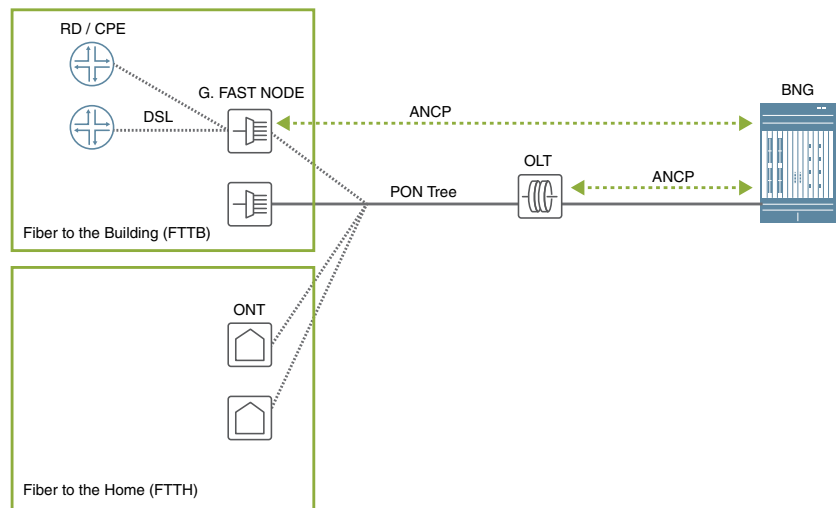 RD / CPE
G. FAST NODE
BNG
DSL
ANCP
OLT
ANCP
PON Tree
Fiber to the Building (FTTB)
ONT
Fiber to the Home (FTTH)